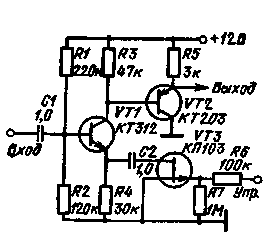 +12В
R1
220к
R3
47к
R5
3к
Выход
C1
1,0
VT1
КТ312
VT2
КТ203
Вход
C2
1,0
VT3
КП103
R6
100к
Упр.
R2
120к
R4
30к
R7
1М